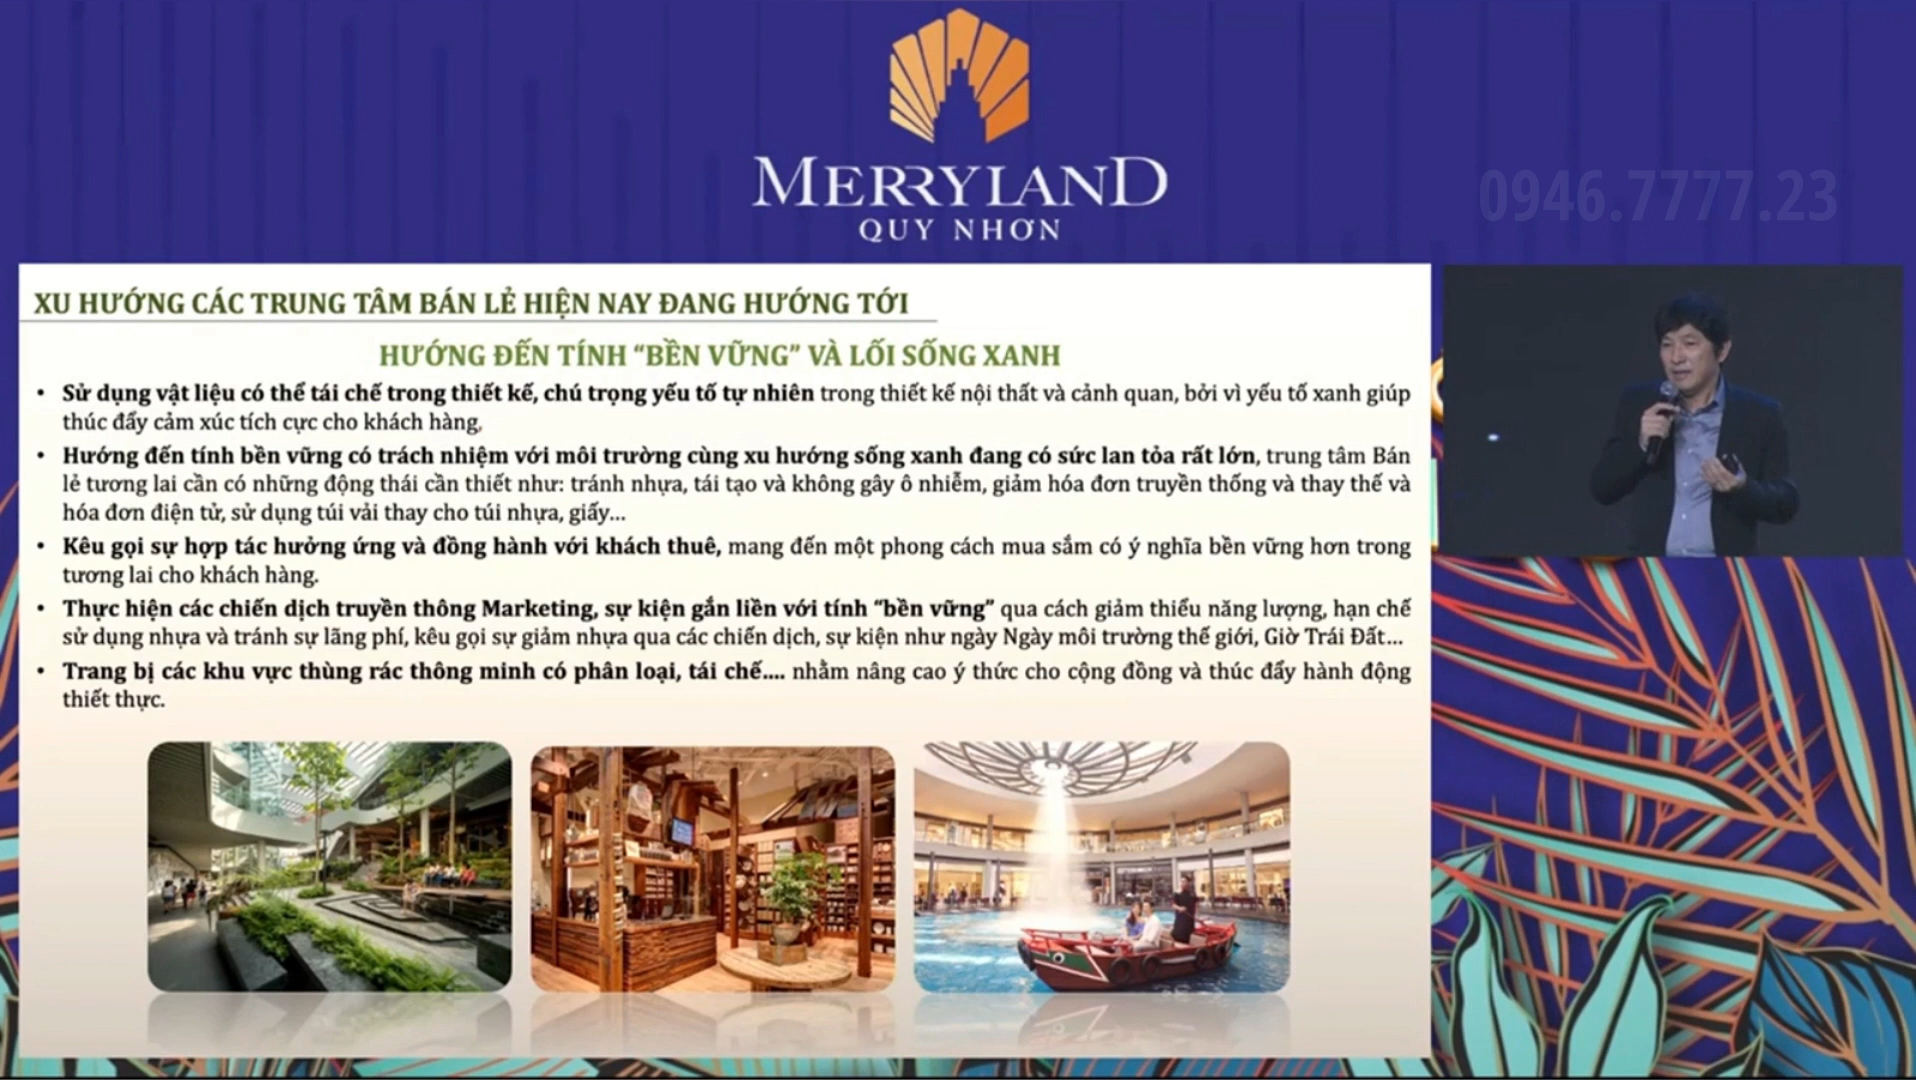 MERRYLAND
QUY NHƠN
0946.7777.23
XU HƯỚNG CÁC TRUNG TÂM BÁN LẺ HIỆN NAY ĐANG HƯỚNG TỚI
HƯỚNG ĐẾN TÍNH “BỀN VỮNG” VÀ LỐI SỐNG XANH
• Sử dụng vật liệu có thể tái chế trong thiết kế, chú trọng yếu tố tự nhiên trong thiết kế nội thất và cảnh quan, bởi vì yếu tố xanh giúp
thúc đẩy cảm xúc tích cực cho khách hàng,
• Hướng đến tính bền vững có trách nhiệm với môi trường cùng xu hướng sống xanh đang có sức lan tỏa rất lớn, trung tâm Bán
lẻ tương lai cần có những động thái cần thiết như: tránh nhựa, tái tạo và không gây ô nhiễm, giảm hóa đơn truyền thống và thay thế và
hóa đơn điện tử, sử dụng túi vải thay cho túi nhựa, giấy...
• Kêu gọi sự hợp tác hưởng ứng và đồng hành với khách thuê, mang đến một phong cách mua sắm có ý nghĩa bền vững hơn trong
tương lai cho khách hàng.
• Thực hiện các chiến dịch truyền thông Marketing, sự kiện gắn liền với tính “bền vững” qua cách giảm thiểu năng lượng, hạn chế
sử dụng nhựa và tránh sự lãng phí, kêu gọi sự giảm nhựa qua các chiến dịch, sự kiện như ngày Ngày môi trường thế giới, Giờ Trái Đất...
• Trang bị các khu vực thùng rác thông minh có phân loại, tái chế.... nhằm nâng cao ý thức cho cộng đồng và thúc đẩy hành động
thiết thực.